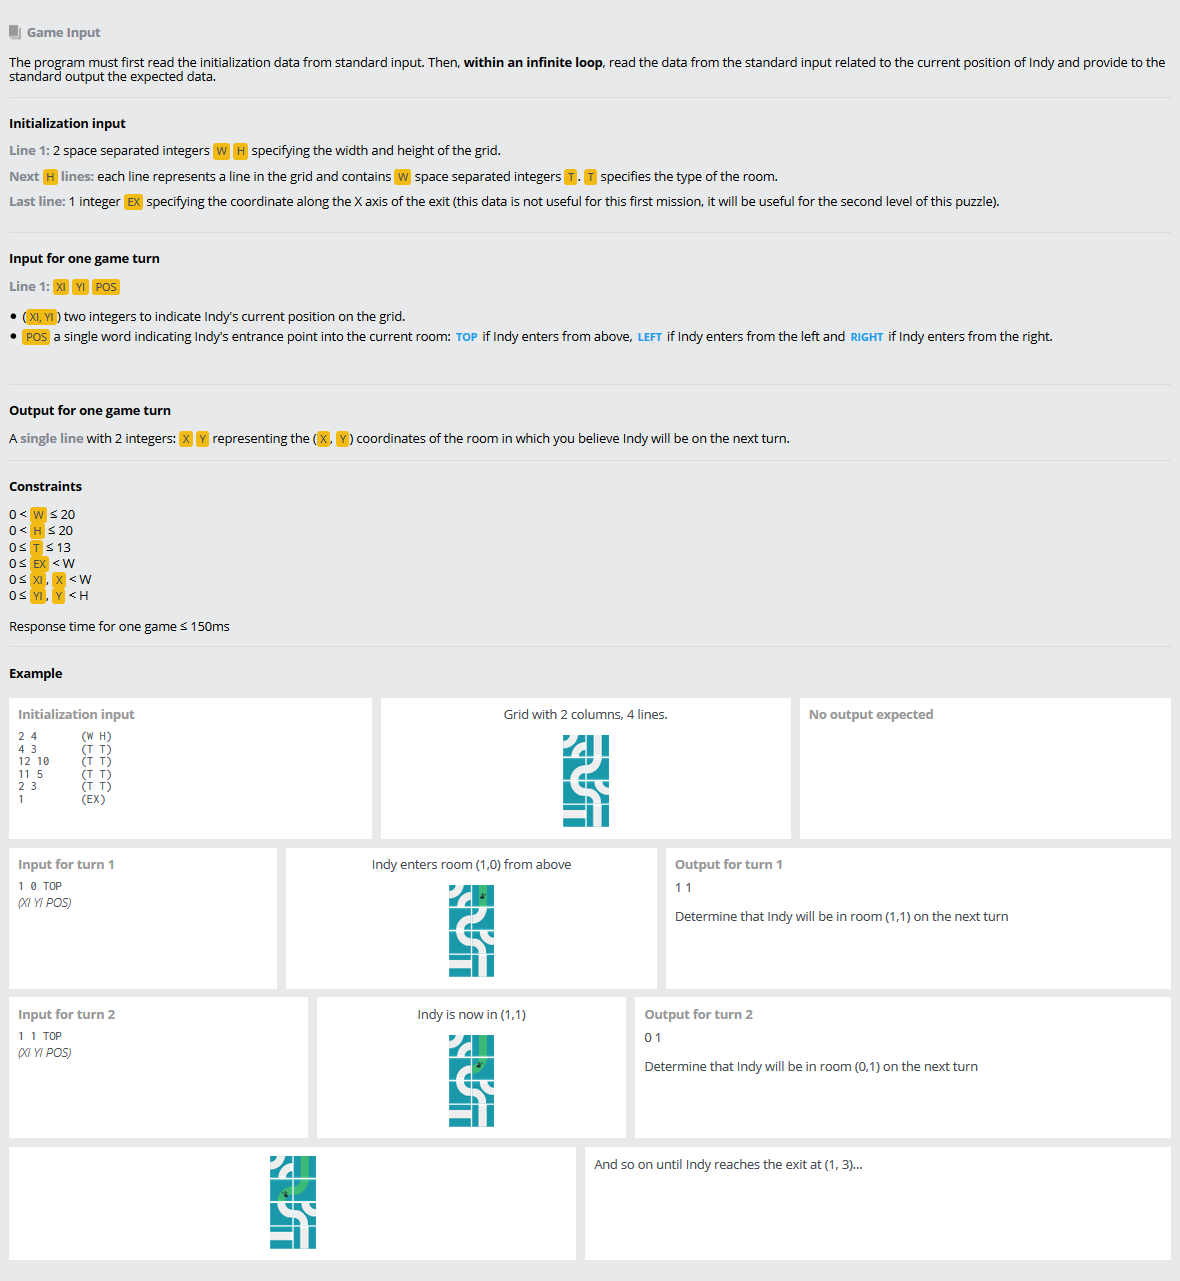 Game Input
The program must first read the initialization data from standard input. Then, within an infinite loop, read the data from the standard input related to the current position of Indy and provide to the
standard output the expected data.
Initialization input
Line 1: 2 space separated integers W H specifying the width and height of the grid.
Next H lines: each line represents a line in the grid and contains W space separated integers T. T specifies the type of the room.
Last line: 1 integer EX specifying the coordinate along the X axis of the exit (this data is not useful for this first mission, it will be useful for the second level of this puzzle).
Input for one game turn
Line 1: XI YI POS
• (XI, YI) two integers to indicate Indy's current position on the grid.
• POS a single word indicating Indy's entrance point into the current room: TOP if Indy enters from above, LEFT if Indy enters from the left and RIGHT if Indy enters from the right.
Output for one game turn
A single line with 2 integers: X Y representing the (X, Y) coordinates of the room in which you believe Indy will be on the next turn.
Constraints
0 < W ≤ 20
0 < H ≤ 20
0 ≤ T ≤ 13
0 ≤ EX < W
0 ≤ XI, X < W
0 ≤ YI, Y < H
Response time for one game ≤ 150ms
Example
Initialization input
2 4 (W H)
4 3 (T T)
12 10 (T T)
11 5 (T T)
2 3 (T T)
1 (EX)
Grid with 2 columns, 4 lines.
No output expected
Input for turn 1
1 0 TOP
(XI YI POS)
Indy enters room (1,0) from above
Output for turn 1
1 1
Determine that Indy will be in room (1,1) on the next turn
Input for turn 2
1 1 TOP
(XI YI POS)
Indy is now in (1,1)
Output for turn 2
0 1
Determine that Indy will be in room (0,1) on the next turn
And so on until Indy reaches the exit at (1, 3)...